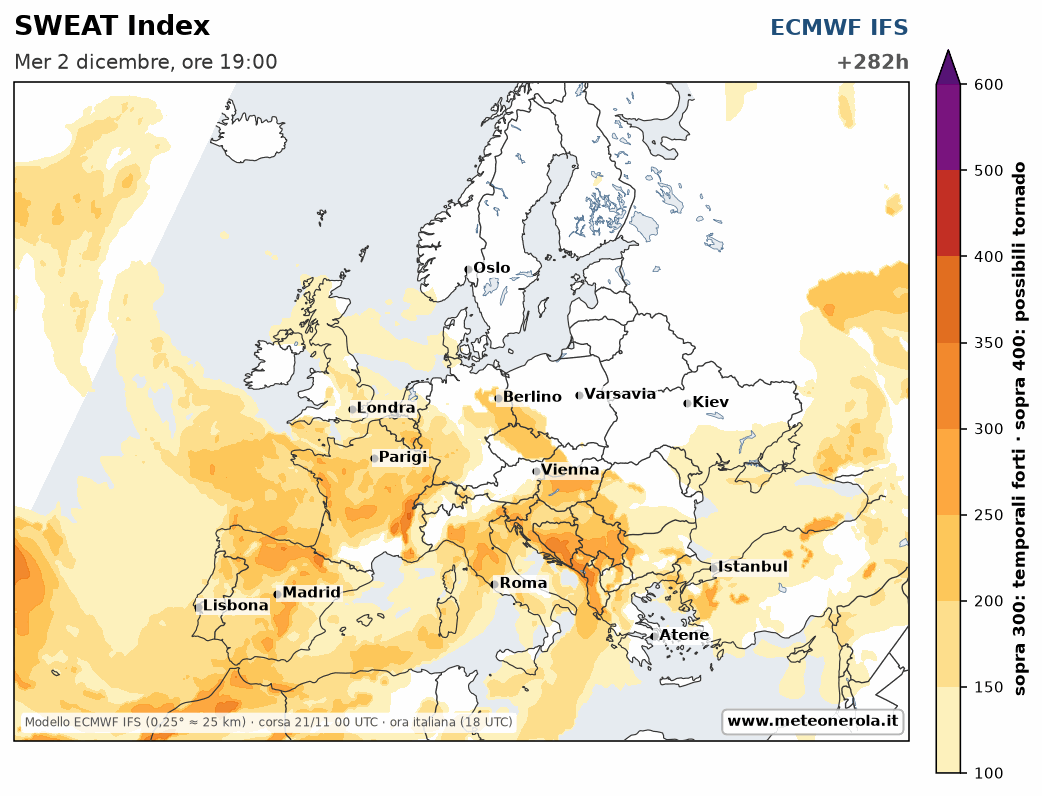 SWEAT Index
ECMWF IFS
Mer 2 dicembre, ore 19:00
+282h
600
500
400
350
300
250
200
150
100
sopra 300: temporali forti · sopra 400: possibili tornado
Oslo
Berlino
Varsavia
Kiev
Londra
Parigi
Vienna
Istanbul
Roma
Madrid
Lisbona
Atene
Modello ECMWF IFS (0,25° ≈ 25 km) · corsa 21/11 00 UTC · ora italiana (18 UTC)
www.meteonerola.it